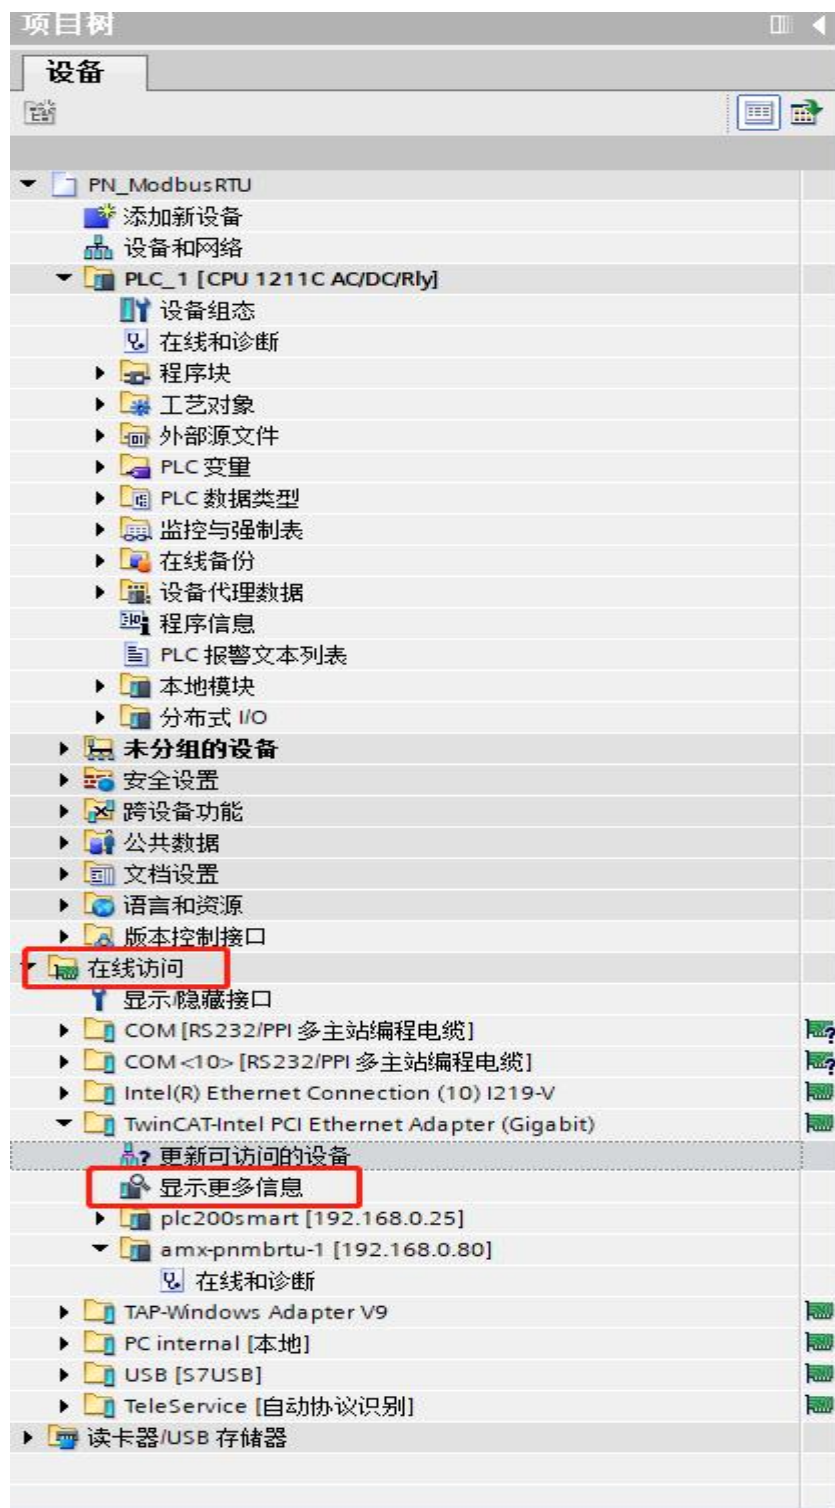 项目树
设备
PN_ModbusRTU
添加新设备
设备和网络
PLC_1 [CPU 1211C AC/DC/Rly]
设备组态
在线和诊断
程序块
工艺对象
外部源文件
PLC 变量
PLC 数据类型
监控与强制表
在线备份
设备代理数据
程序信息
PLC 报警文本列表
本地模块
分布式 I/O
未分组的设备
安全设置
跨设备功能
公共数据
文档设置
语言和资源
版本控制接口
在线访问
显示/隐藏接口
COM [RS232/PPI 多主站编程电缆]
COM <10> [RS232/PPI 多主站编程电缆]
Intel(R) Ethernet Connection (10) I219-V
TwinCAT-Intel PCI Ethernet Adapter (Gigabit)
更新可访问的设备
显示更多信息
plc200smart [192.168.0.25]
amx-pnmbrtu-1 [192.168.0.80]
在线和诊断
TAP-Windows Adapter V9
PC internal [本地]
USB [S7USB]
TeleService [自动协议识别]
读卡器/USB 存储器